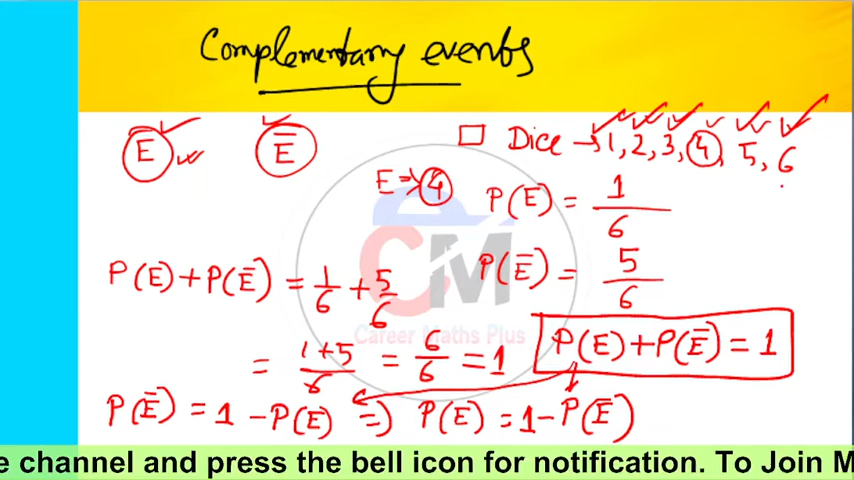 Complementary events
E E̅ □ Dice → 1, 2, 3, 4, 5, 6
E => 4
P(E) = 1/6
P(E̅) = 5/6
P(E) + P(E̅) = 1/6 + 5/6
= 1+5/6 = 6/6 = 1
P(E) + P(E̅) = 1
P(E̅) = 1 - P(E) => P(E) = 1 - P(E̅)
CM
Career Maths Plus
e channel and press the bell icon for notification. To Join M